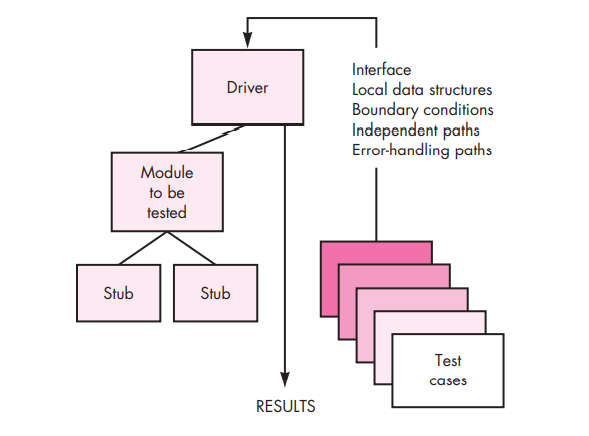 Driver
Interface
Local data structures
Boundary conditions
Independent paths
Error-handling paths
Module
to be
tested
Stub
Stub
Test
cases
RESULTS